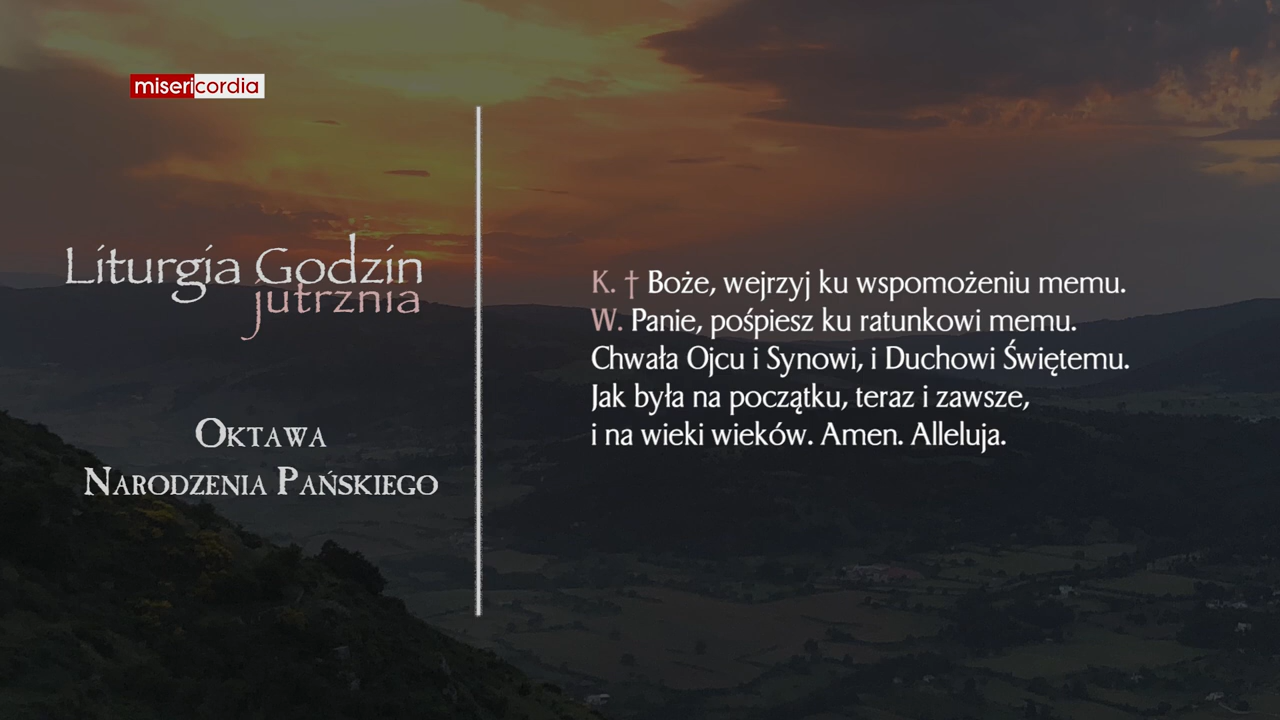 misericordia
Liturgia Godzin
jutrznia
Oktawa
Narodzenia Pańskiego
K. † Boże, wejrzyj ku wspomożeniu memu.
W. Panie, pośpiesz ku ratunkowi memu.
Chwała Ojcu i Synowi, i Duchowi Świętemu.
Jak była na początku, teraz i zawsze,
i na wieki wieków. Amen. Alleluja.